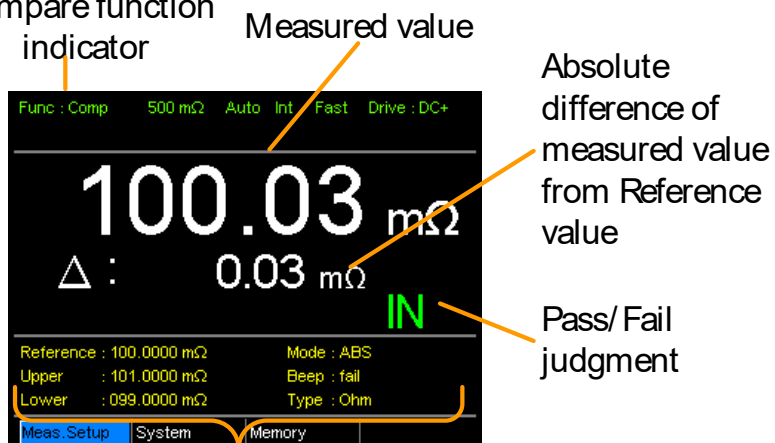 mpare function
indicator
Measured value
Absolute
difference of
measured value
from Reference
value
Func : Comp 500 mΩ Auto Int Fast Drive : DC+
100.03 mΩ
Δ : 0.03 mΩ
IN
Pass/ Fail
judgment
Reference : 100.0000 mΩ Mode : ABS
Upper : 101.0000 mΩ Beep : fail
Lower : 099.0000 mΩ Type : Ohm
Meas.Setup System Memory